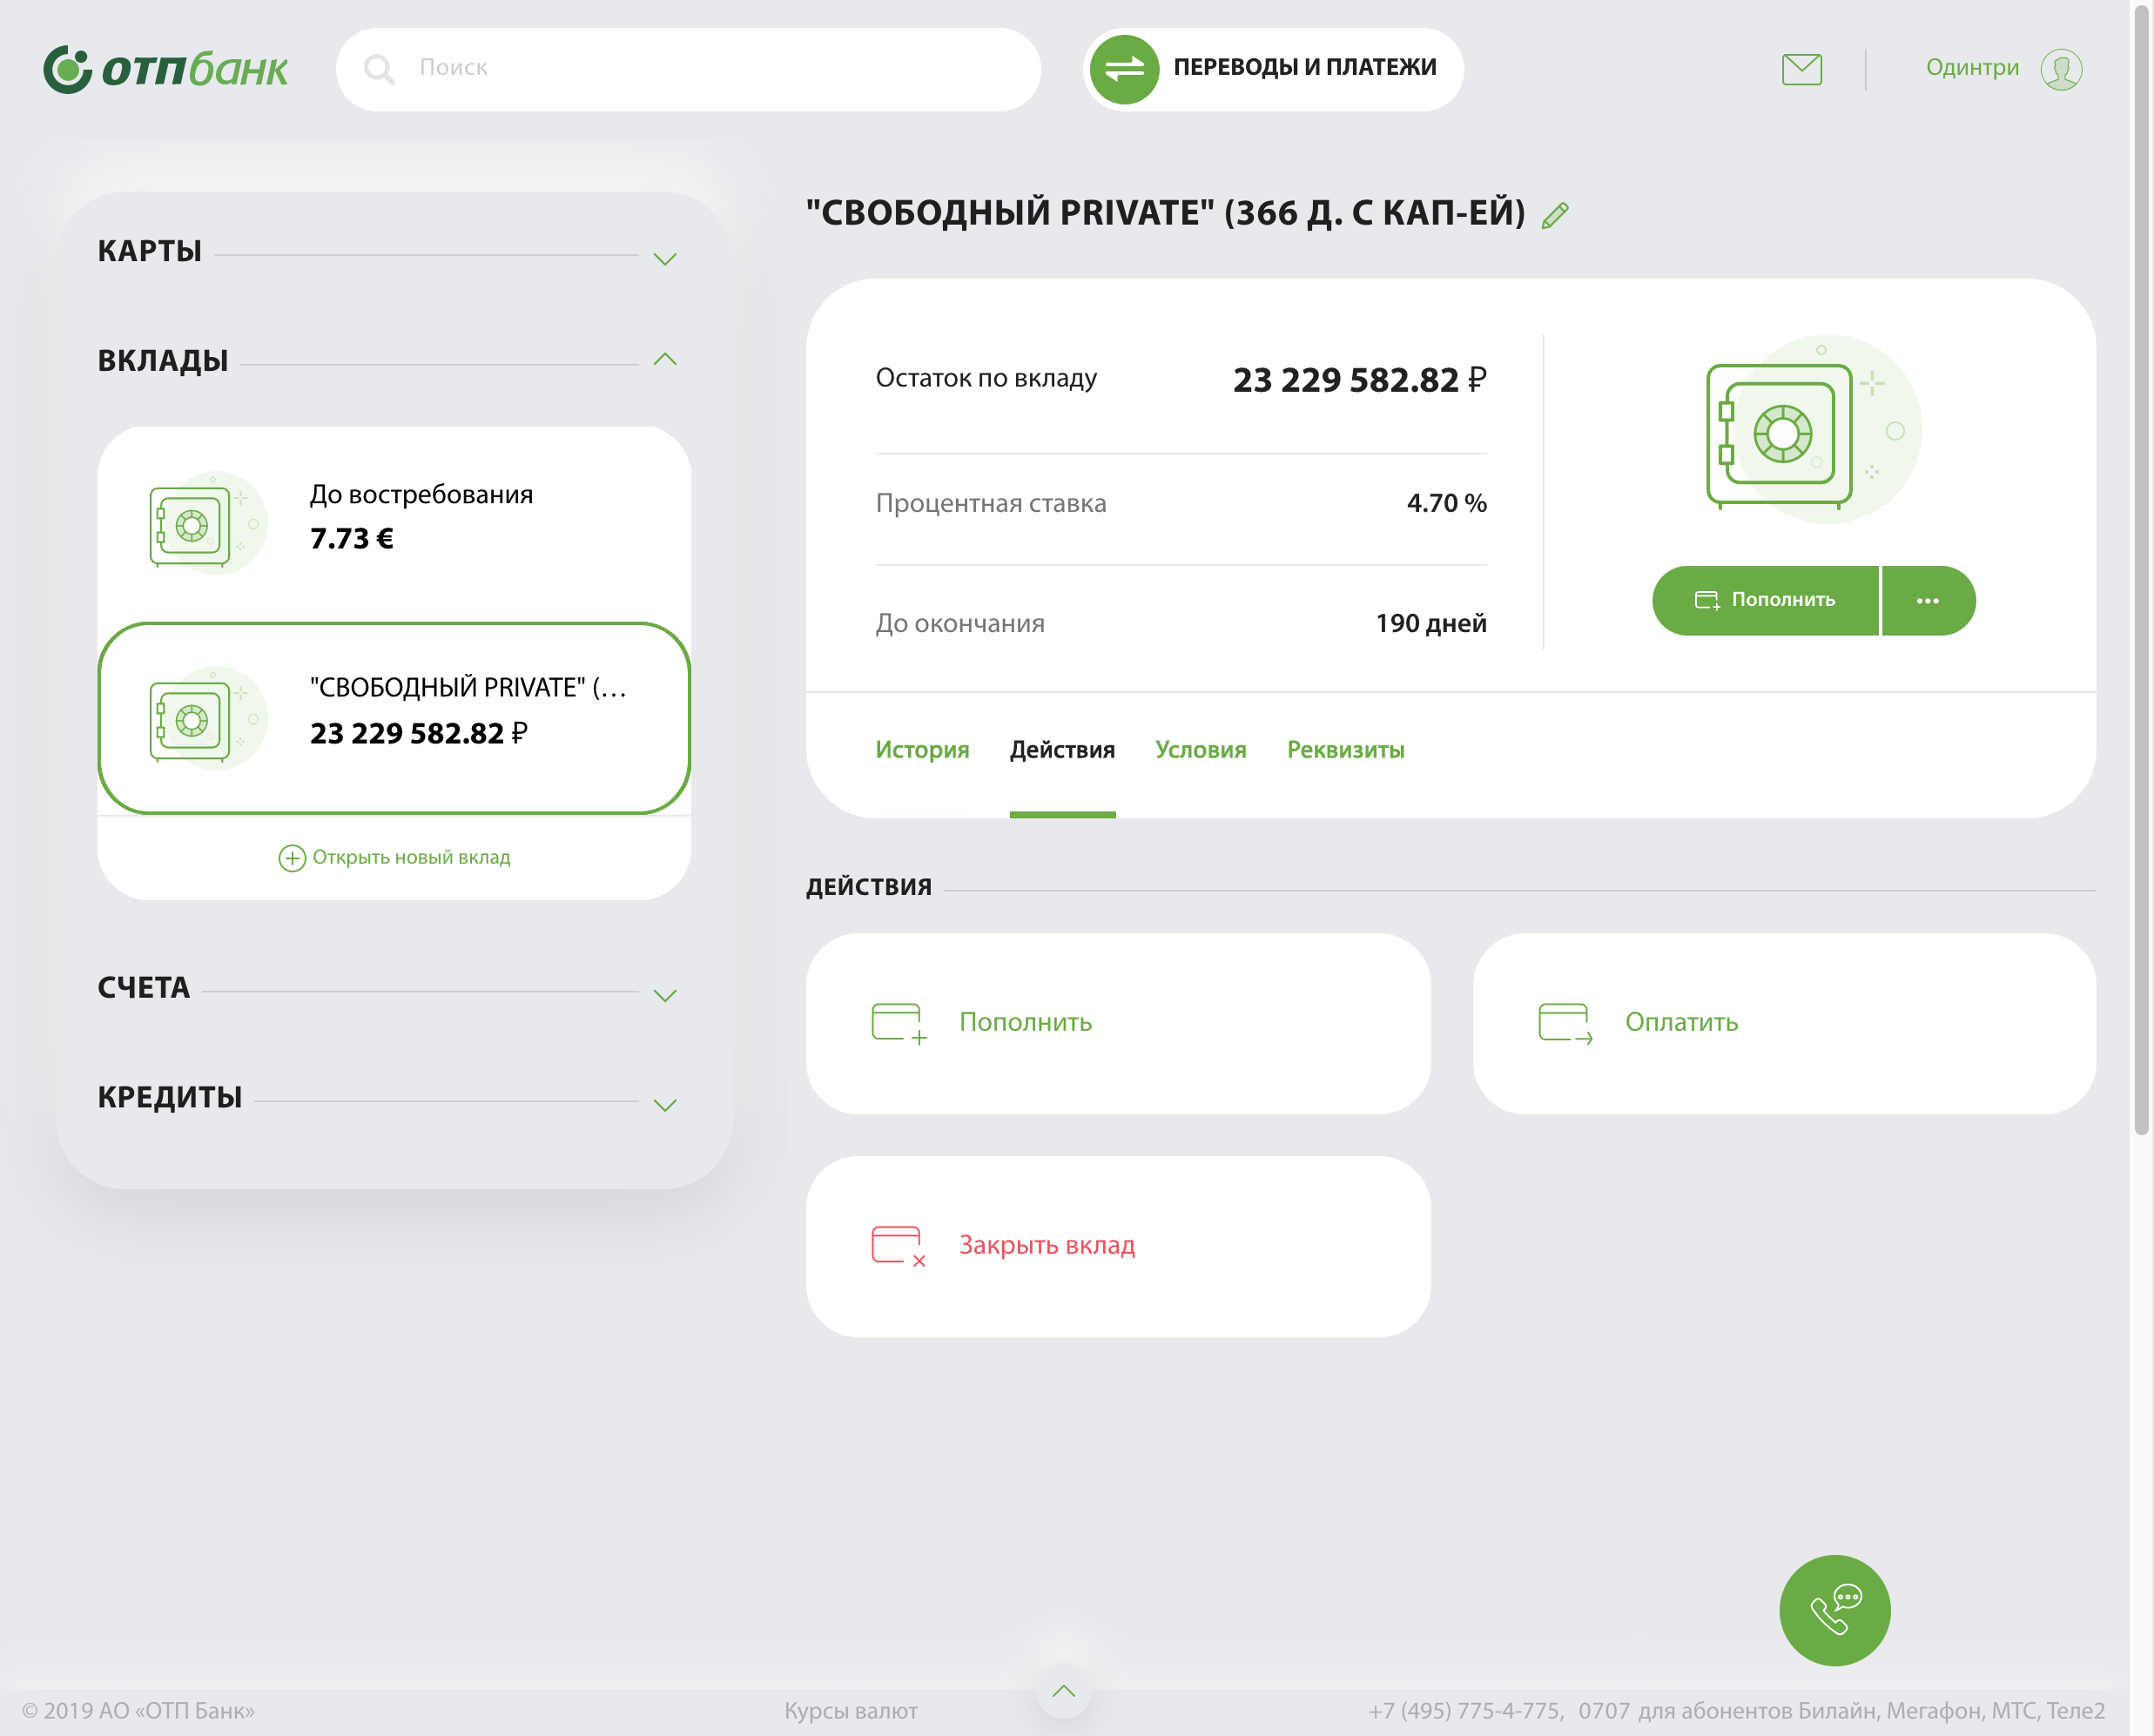 отпбанк
Поиск
ПЕРЕВОДЫ И ПЛАТЕЖИ
Одинтри
КАРТЫ
ВКЛАДЫ
До востребования
7.73 €
"СВОБОДНЫЙ PRIVATE" (...
23 229 582.82 ₽
Открыть новый вклад
СЧЕТА
КРЕДИТЫ
"СВОБОДНЫЙ PRIVATE" (366 Д. С КАП-ЕЙ)
Остаток по вкладу 23 229 582.82 ₽
Процентная ставка 4.70 %
До окончания 190 дней
Пополнить
История Действия Условия Реквизиты
ДЕЙСТВИЯ
Пополнить
Оплатить
Закрыть вклад
© 2019 АО «ОТП Банк»
Курсы валют
+7 (495) 775-4-775, 0707 для абонентов Билайн, Мегафон, МТС, Теле2